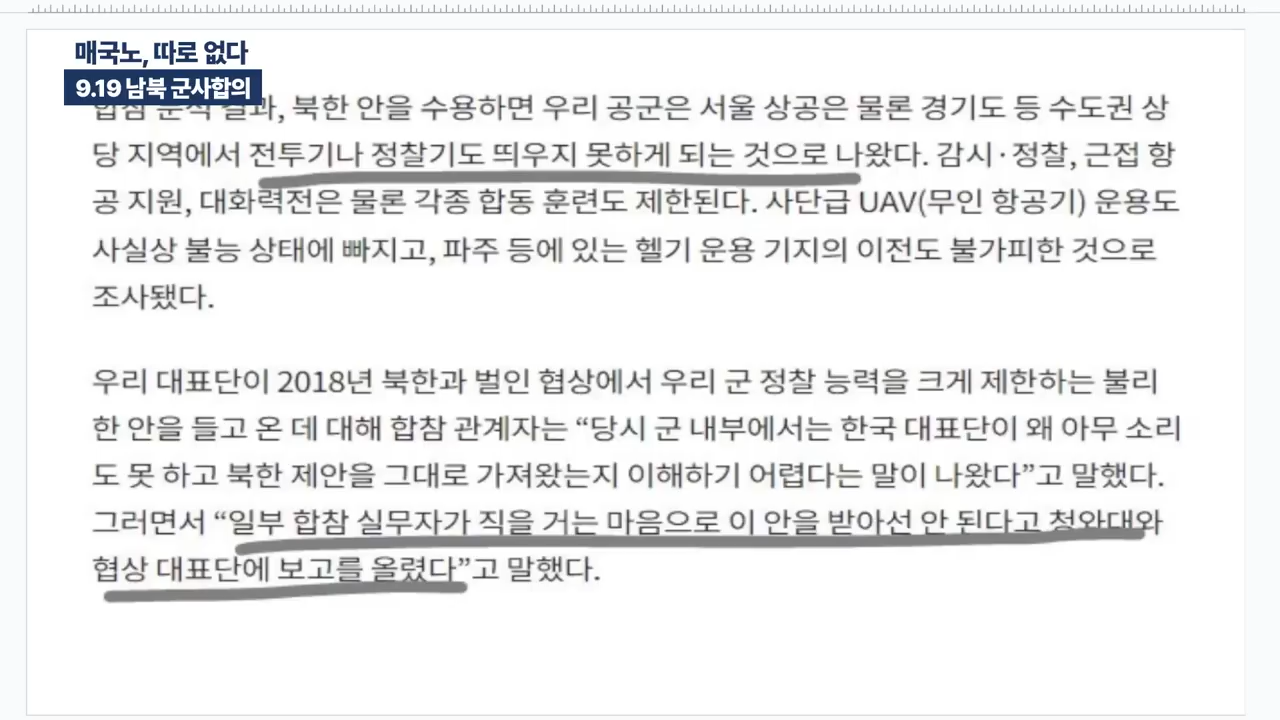 매국노, 따로 없다
9.19 남북 군사합의
합참 분석 결과, 북한 안을 수용하면 우리 공군은 서울 상공은 물론 경기도 등 수도권 상
당 지역에서 전투기나 정찰기도 띄우지 못하게 되는 것으로 나왔다. 감시·정찰, 근접 항
공 지원, 대화력전은 물론 각종 합동 훈련도 제한된다. 사단급 UAV(무인 항공기) 운용도
사실상 불능 상태에 빠지고, 파주 등에 있는 헬기 운용 기지의 이전도 불가피한 것으로
조사됐다.
우리 대표단이 2018년 북한과 벌인 협상에서 우리 군 정찰 능력을 크게 제한하는 불리
한 안을 들고 온 데 대해 합참 관계자는 “당시 군 내부에서는 한국 대표단이 왜 아무 소리
도 못 하고 북한 제안을 그대로 가져왔는지 이해하기 어렵다는 말이 나왔다”고 말했다.
그러면서 “일부 합참 실무자가 직을 거는 마음으로 이 안을 받아선 안 된다고 청와대와
협상 대표단에 보고를 올렸다”고 말했다.